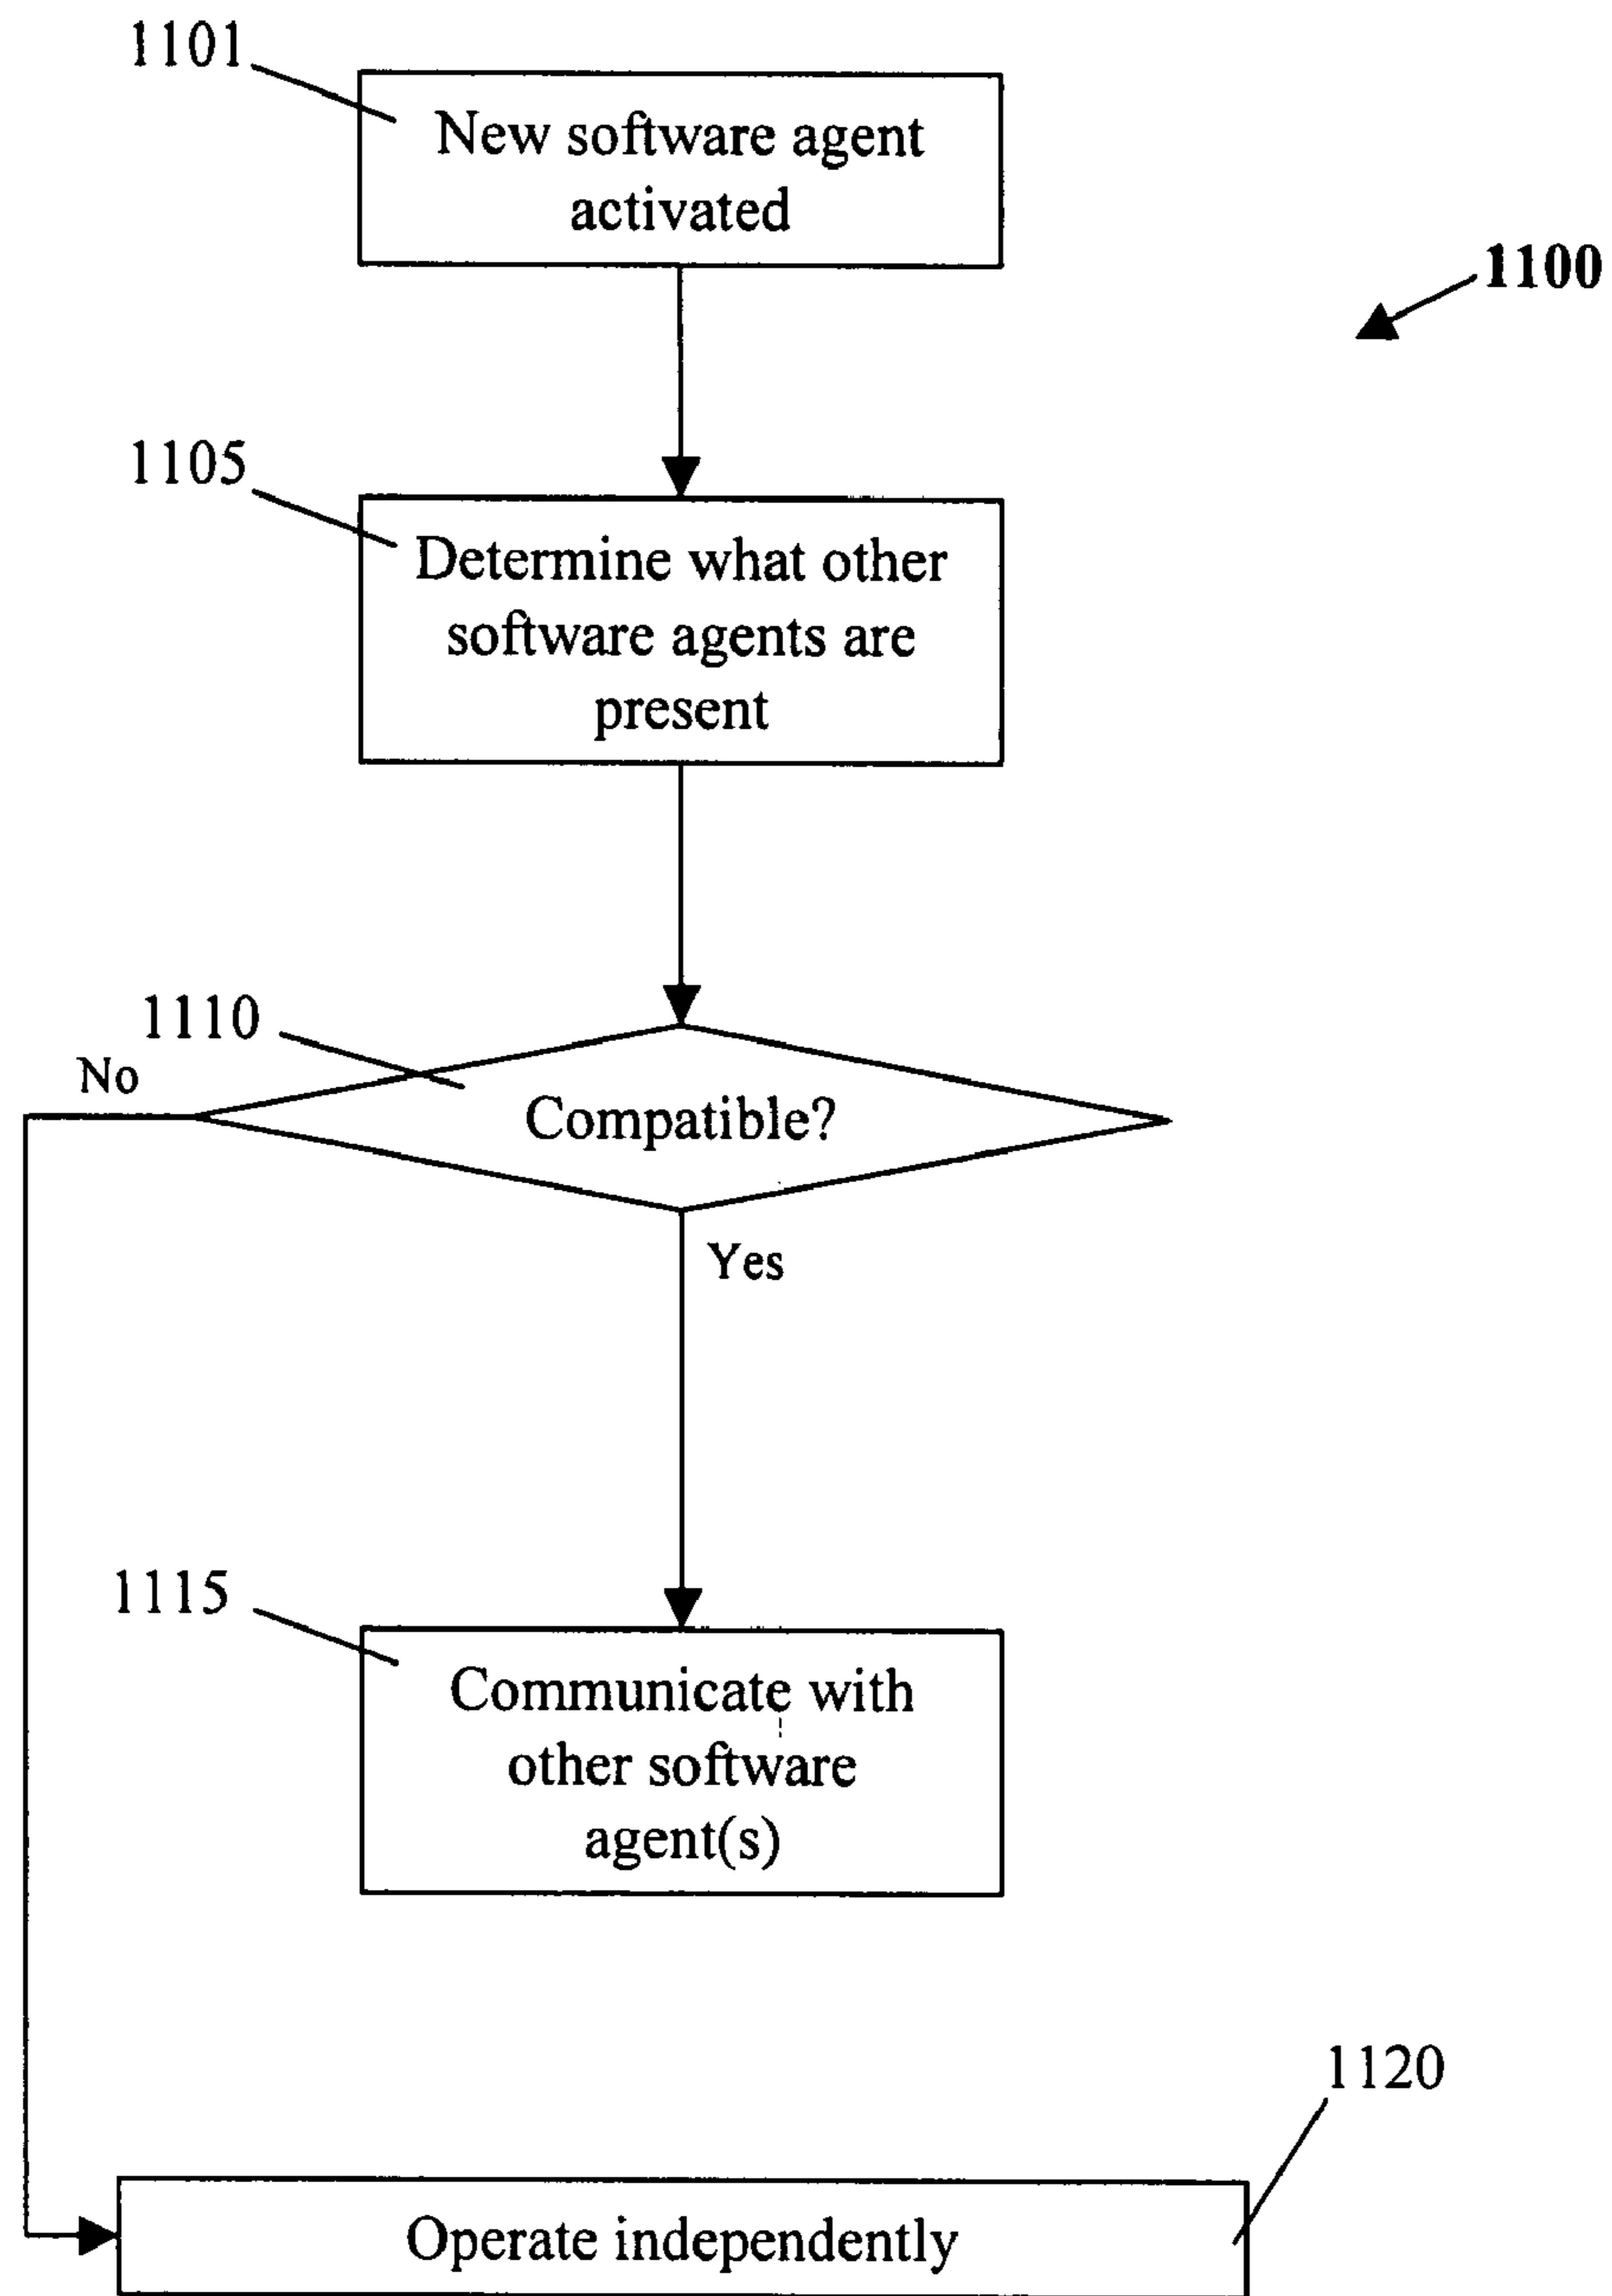 1101
New software agent
activated
1100
1105
Determine what other
software agents are
present
1110
No
Compatible?
Yes
1115
Communicate with
other software
agent(s)
1120
Operate independently